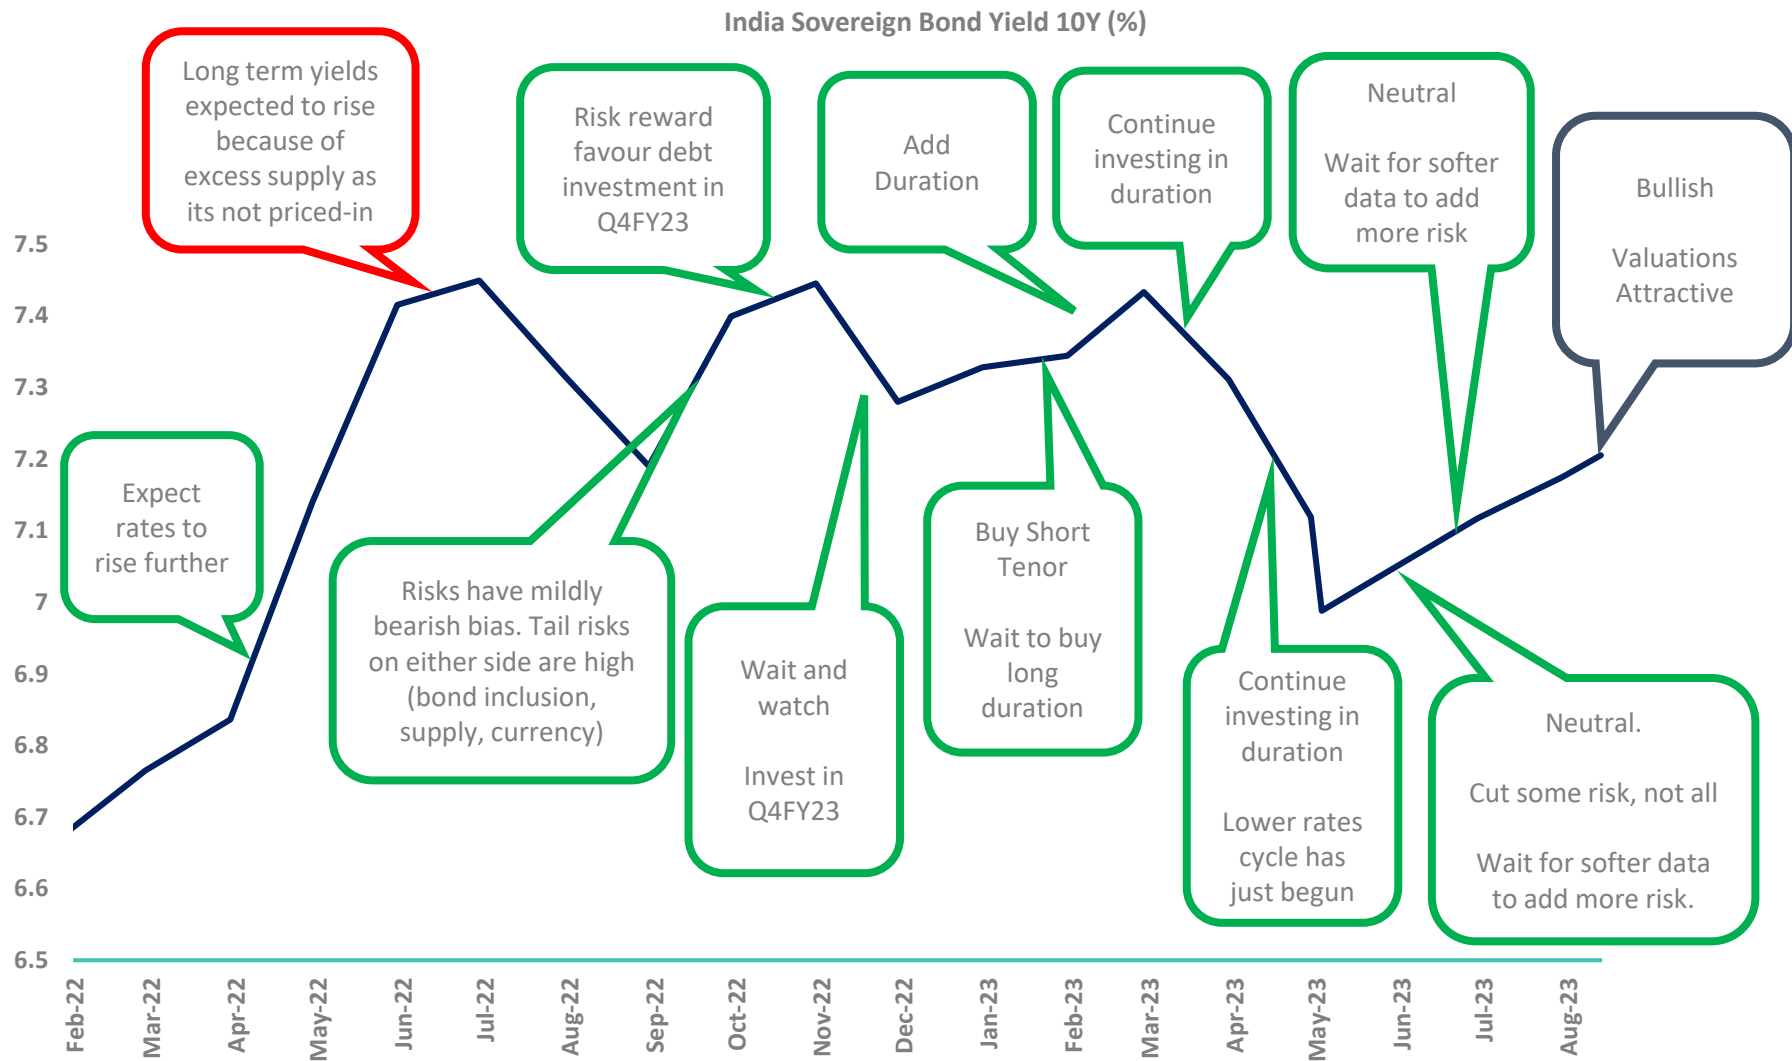 India Sovereign Bond Yield 10Y (%)
Long term yields
expected to rise
because of
excess supply as
its not priced-in
Risk reward
favour debt
investment in
Q4FY23
Add
Duration
Continue
investing in
duration
Neutral
Wait for softer
data to add
more risk
Bullish
Valuations
Attractive
Expect
rates to
rise further
Risks have mildly
bearish bias. Tail risks
on either side are high
(bond inclusion,
supply, currency)
Wait and
watch
Invest in
Q4FY23
Buy Short
Tenor
Wait to buy
long
duration
Continue
investing in
duration
Lower rates
cycle has
just begun
Neutral.
Cut some risk, not all
Wait for softer data
to add more risk.
7.5
7.4
7.3
7.2
7.1
7
6.9
6.8
6.7
6.6
6.5
Feb-22
Mar-22
Apr-22
May-22
Jun-22
Jul-22
Aug-22
Sep-22
Oct-22
Nov-22
Dec-22
Jan-23
Feb-23
Mar-23
Apr-23
May-23
Jun-23
Jul-23
Aug-23